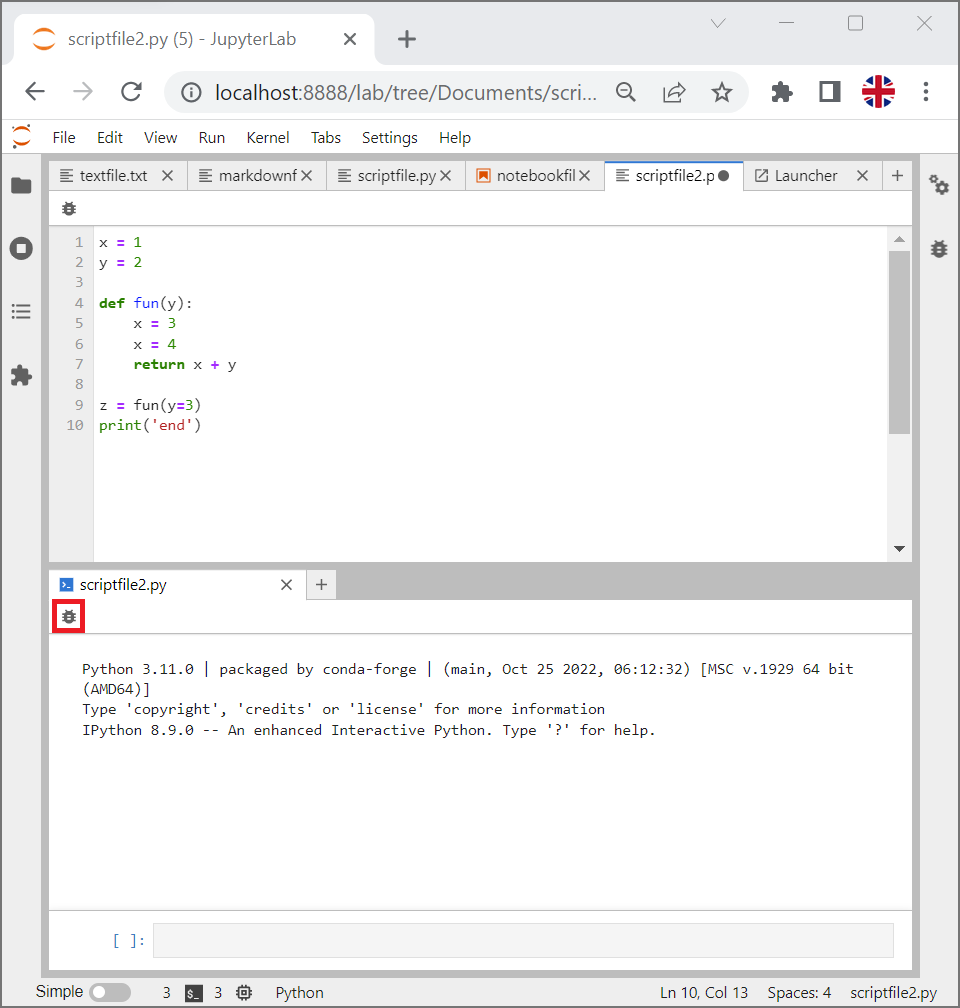 scriptfile2.py (5) - JupyterLab
localhost:8888/lab/tree/Documents/scri...
File Edit View Run Kernel Tabs Settings Help
textfile.txt markdownf scriptfile.py notebookfil scriptfile2.p Launcher
1 x = 1
2 y = 2
3
4 def fun(y):
5     x = 3
6     x = 4
7     return x + y
8
9 z = fun(y=3)
10 print('end')
scriptfile2.py
Python 3.11.0 | packaged by conda-forge | (main, Oct 25 2022, 06:12:32) [MSC v.1929 64 bit
(AMD64)]
Type 'copyright', 'credits' or 'license' for more information
IPython 8.9.0 -- An enhanced Interactive Python. Type '?' for help.
[ ]:
Simple 3 $_ 3 Python Ln 10, Col 13 Spaces: 4 scriptfile2.py